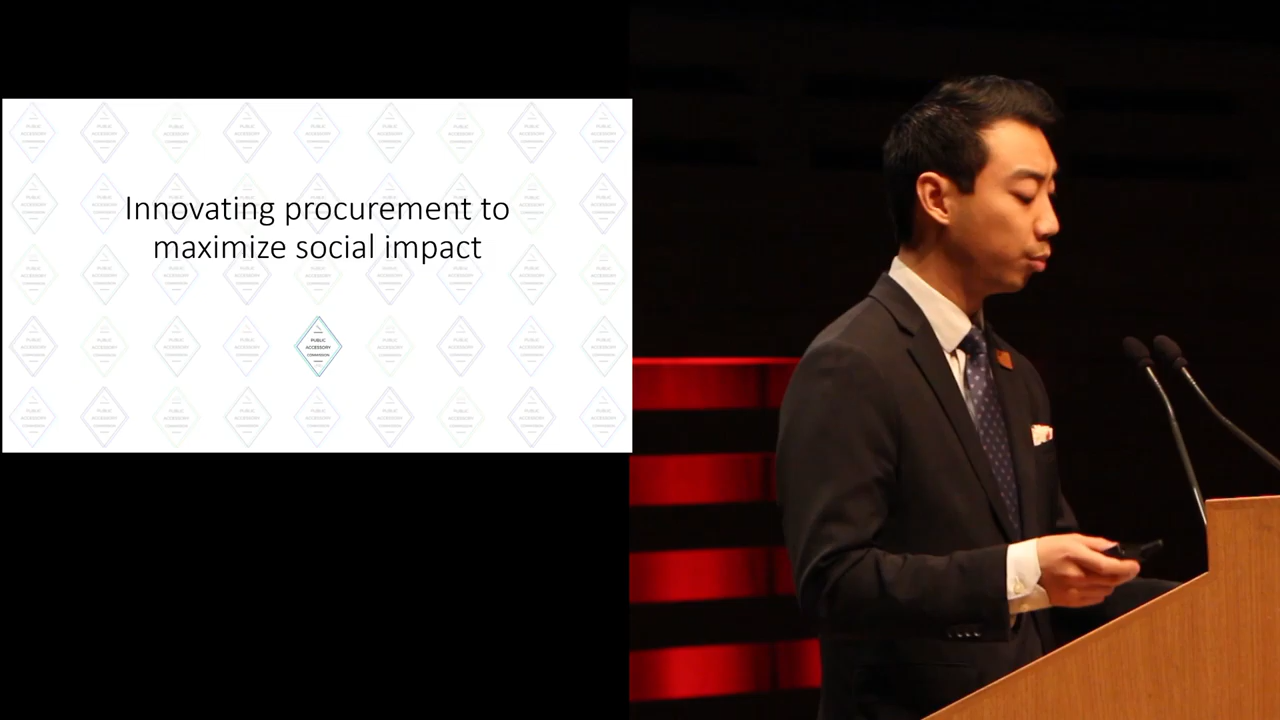 Innovating procurement to
maximize social impact
PUBLIC
ACCESSORY
COMMISSION